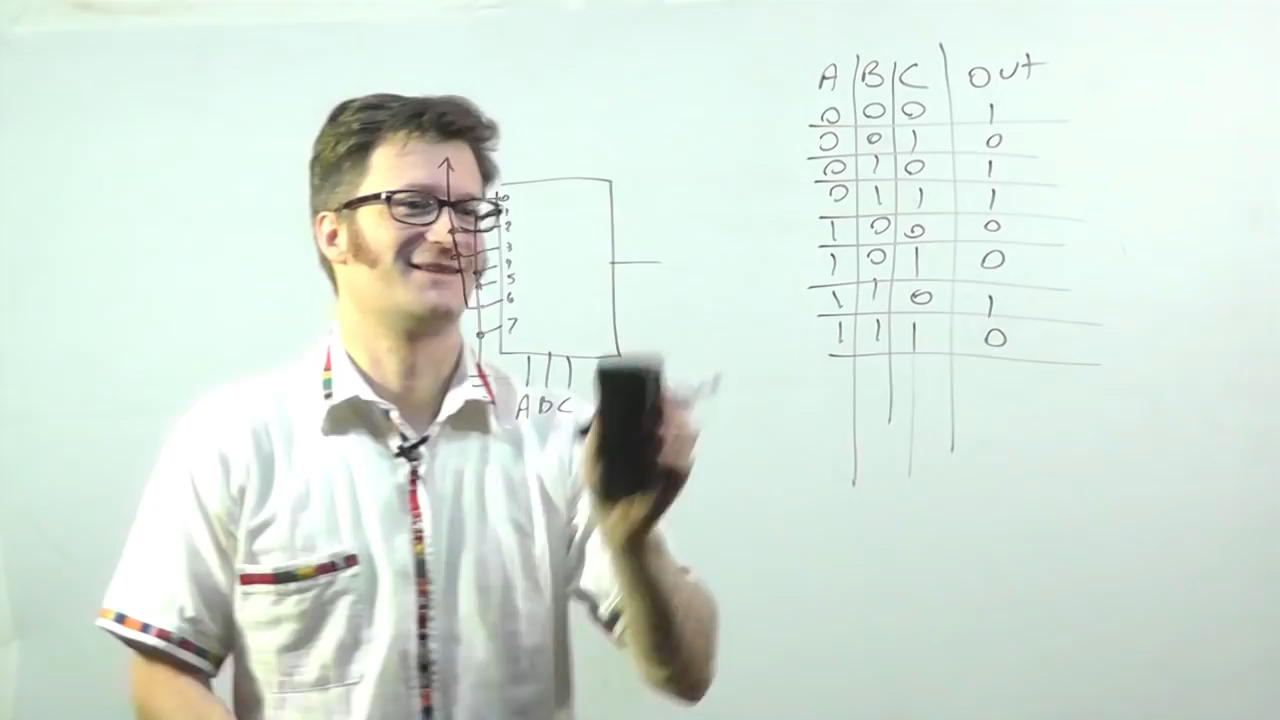 A B C Out
0 0 0 1
0 0 1 0
0 1 0 1
0 1 1 1
1 0 0 0
1 0 1 0
1 1 0 1
1 1 1 0
0
1
2
3
4
5
6
7
A B C